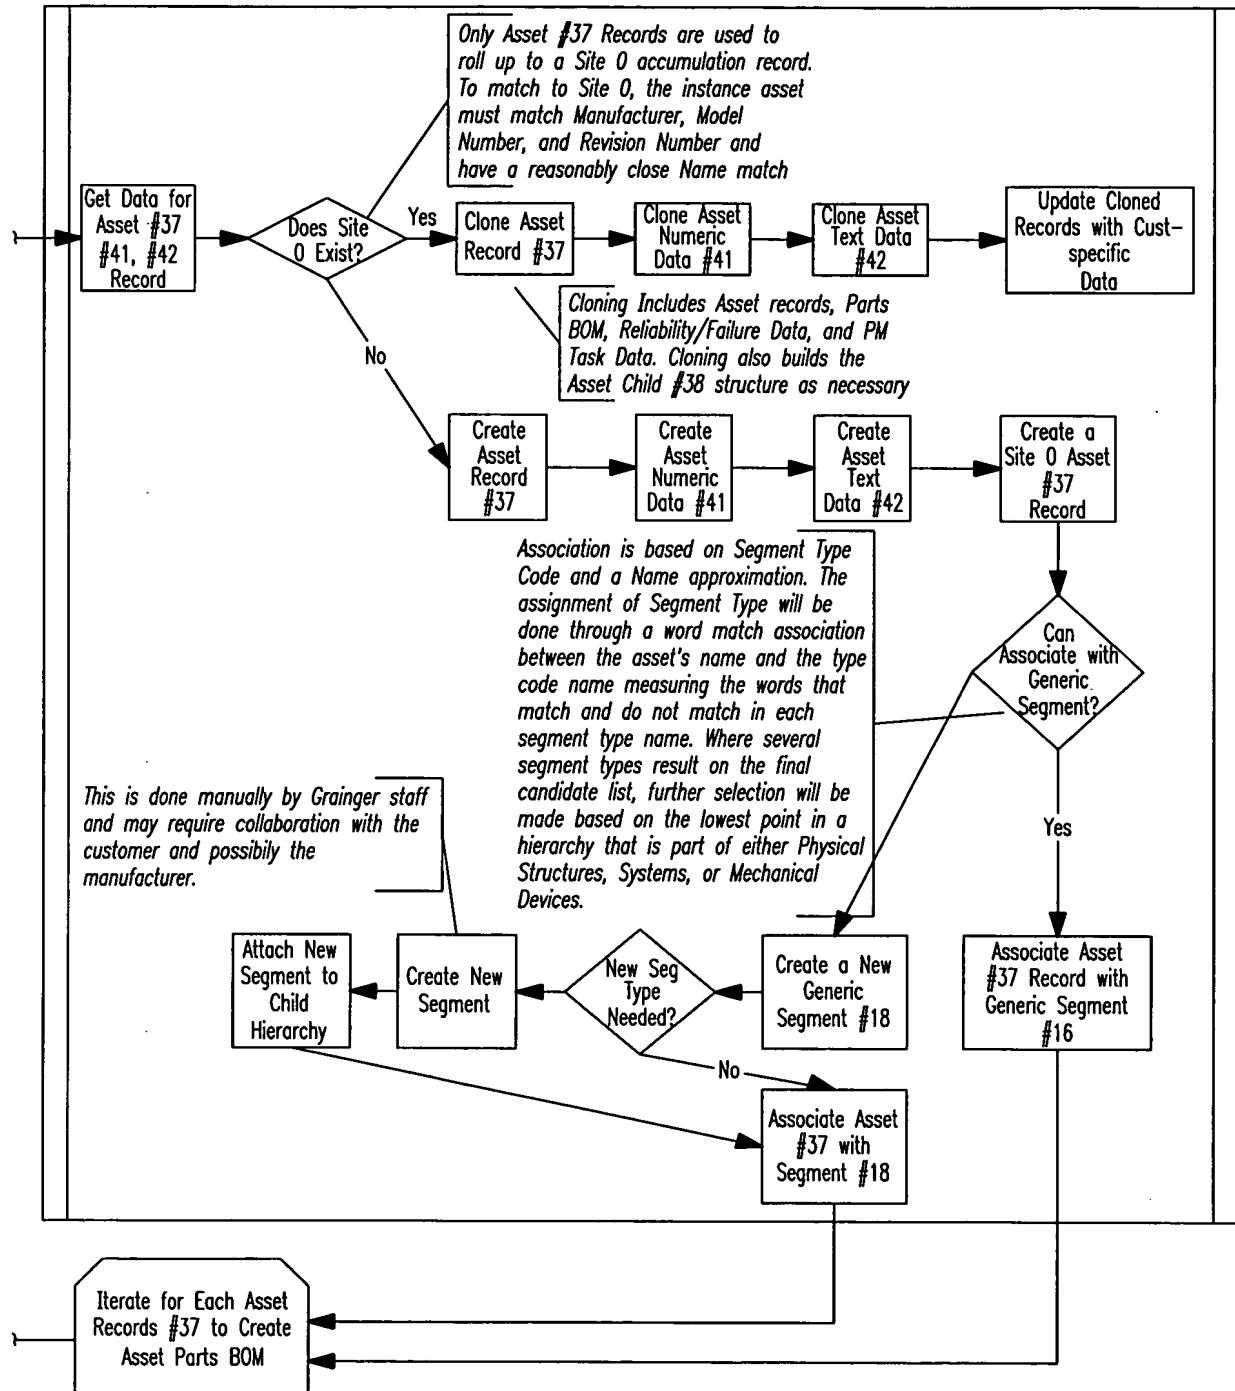 Only Asset #37 Records are used to
roll up to a Site 0 accumulation record.
To match to Site 0, the instance asset
must match Manufacturer, Model
Number, and Revision Number and
have a reasonably close Name match
Get Data for
Asset #37
#41, #42
Record
Does Site
0 Exist?
Yes
Clone Asset
Record #37
Clone Asset
Numeric
Data #41
Clone Asset
Text Data
#42
Update Cloned
Records with Cust-
specific
Data
Cloning Includes Asset records, Parts
BOM, Reliability/Failure Data, and PM
Task Data. Cloning also builds the
Asset Child #38 structure as necessary
No
Create
Asset
Record
#37
Create
Asset
Numeric
Data #41
Create
Asset
Text
Data #42
Create a
Site 0 Asset
#37
Record
Association is based on Segment Type
Code and a Name approximation. The
assignment of Segment Type will be
done through a word match association
between the asset's name and the type
code name measuring the words that
match and do not match in each
segment type name. Where several
segment types result on the final
candidate list, further selection will be
made based on the lowest point in a
hierarchy that is part of either Physical
Structures, Systems, or Mechanical
Devices.
Can
Associate with
Generic
Segment?
Yes
This is done manually by Grainger staff
and may require collaboration with the
customer and possibily the
manufacturer.
Attach New
Segment to
Child
Hierarchy
Create New
Segment
New Seg
Type
Needed?
Create a New
Generic
Segment #18
Associate Asset
#37 Record with
Generic Segment
#16
No
Associate Asset
#37 with
Segment #18
Iterate for Each Asset
Records #37 to Create
Asset Parts BOM